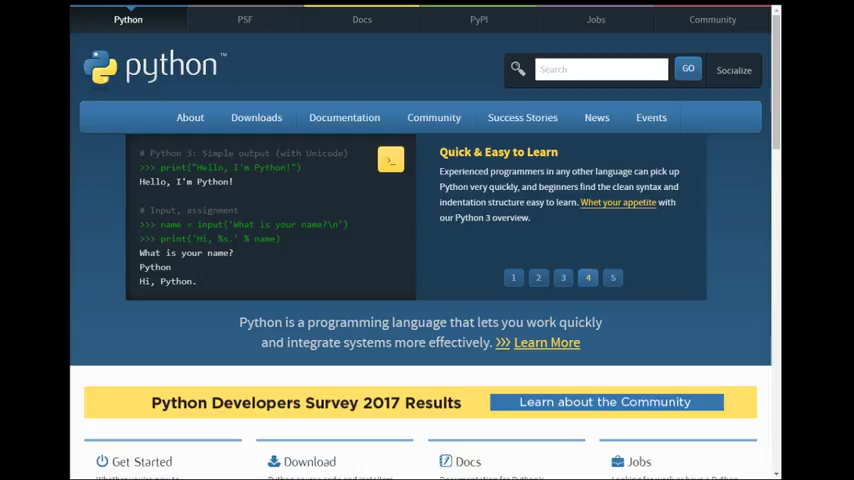 Python PSF Docs PyPI Jobs Community
python™
Search GO Socialize
About Downloads Documentation Community Success Stories News Events
# Python 3: Simple output (with Unicode)
>>> print("Hello, I'm Python!")
Hello, I'm Python!
# Input, assignment
>>> name = input('What is your name?\n')
>>> print('Hi, %s.' % name)
What is your name?
Python
Hi, Python.
>_
Quick & Easy to Learn
Experienced programmers in any other language can pick up
Python very quickly, and beginners find the clean syntax and
indentation structure easy to learn. Whet your appetite with
our Python 3 overview.
1 2 3 4 5
Python is a programming language that lets you work quickly
and integrate systems more effectively. >>> Learn More
Python Developers Survey 2017 Results Learn about the Community
Get Started Download Docs Jobs